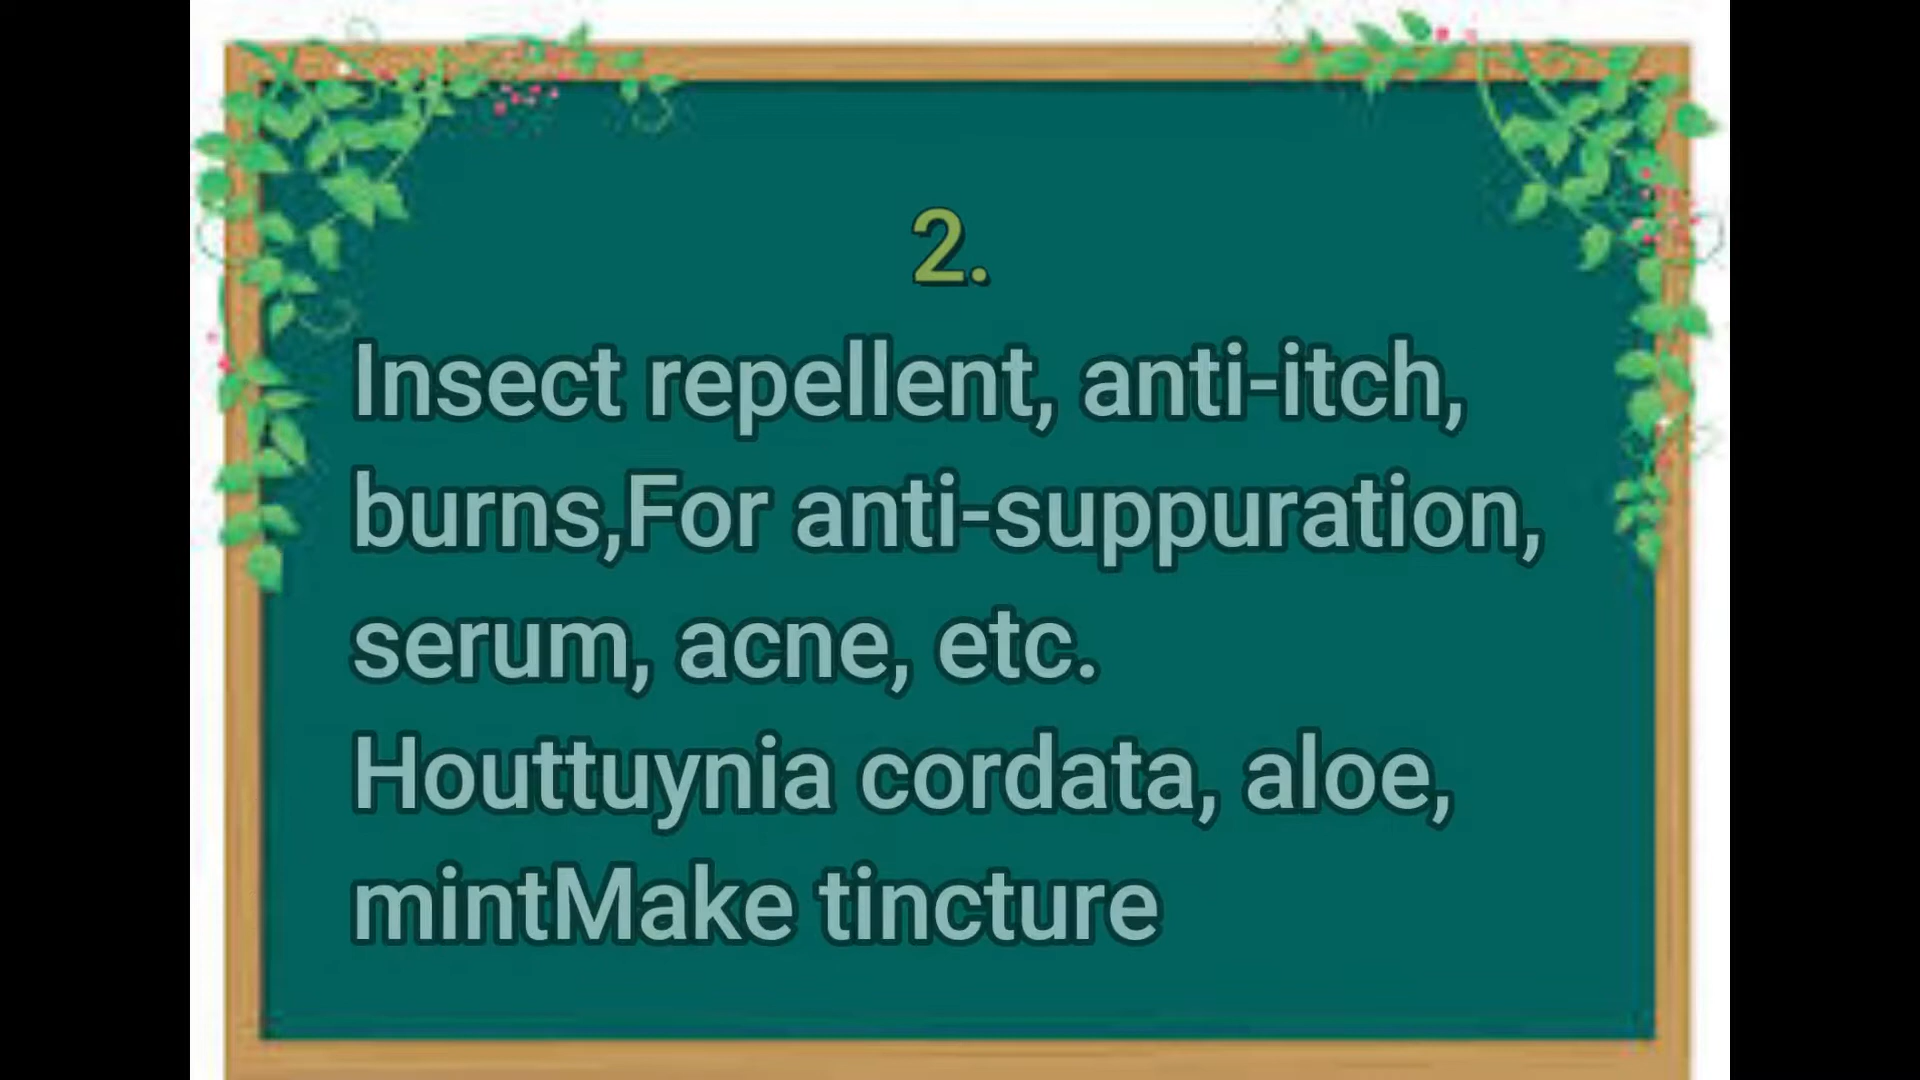 2.
Insect repellent, anti-itch,
burns,For anti-suppuration,
serum, acne, etc.
Houttuynia cordata, aloe,
mintMake tincture